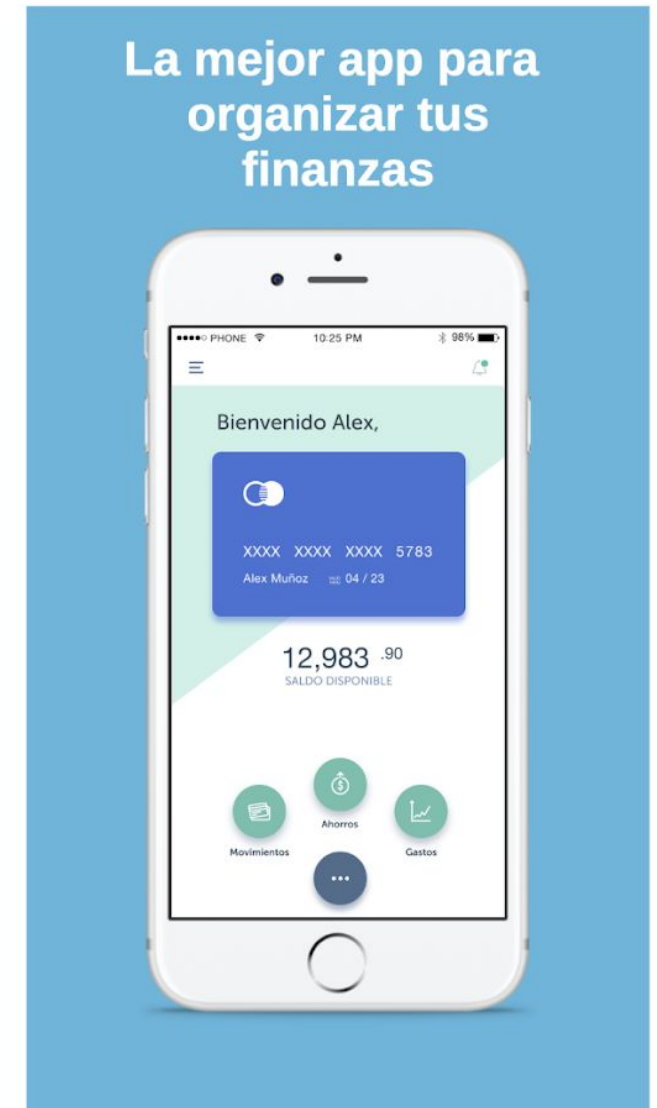 La mejor app para
organizar tus
finanzas
PHONE 10:25 PM 98%
Bienvenido Alex,
XXXX XXXX XXXX 5783
Alex Muñoz 04 / 23
12,983 .90
SALDO DISPONIBLE
Ahorros
Movimientos
Gastos